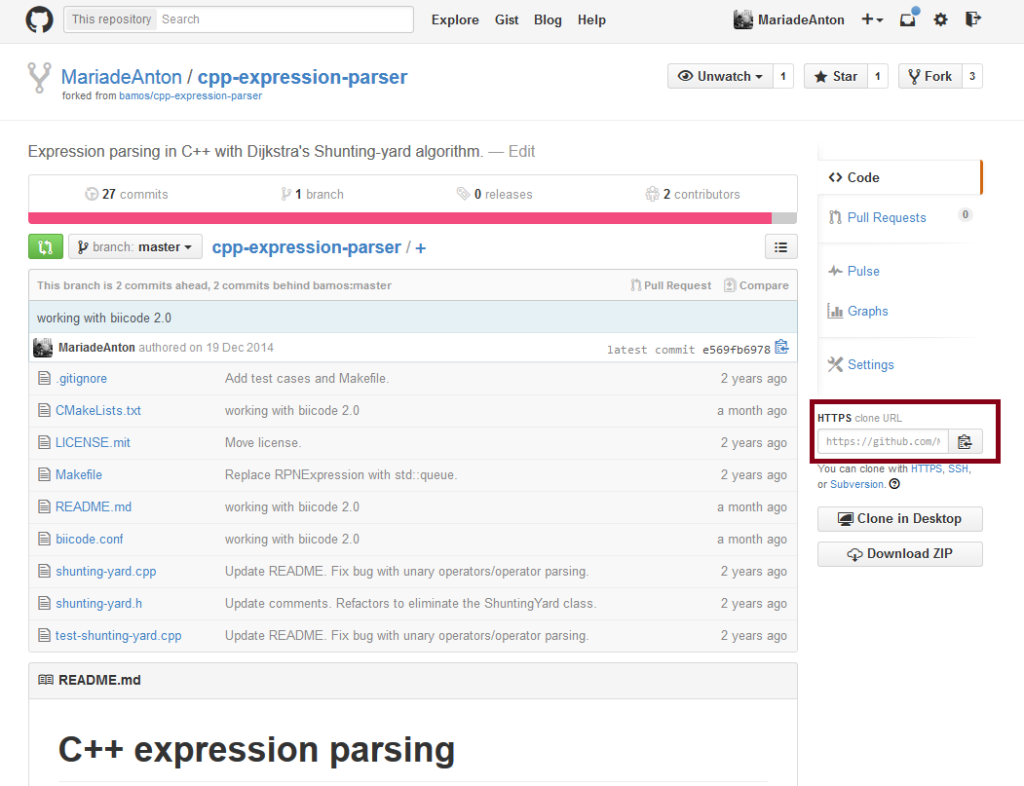 This repository Search Explore Gist Blog Help MariadeAnton
MariadeAnton / cpp-expression-parser Unwatch 1 Star 1 Fork 3
forked from bamos/cpp-expression-parser
Expression parsing in C++ with Dijkstra's Shunting-yard algorithm. — Edit
27 commits 1 branch 0 releases 2 contributors
branch: master cpp-expression-parser / +
This branch is 2 commits ahead, 2 commits behind bamos:master Pull Request Compare
working with biicode 2.0
MariadeAnton authored on 19 Dec 2014 latest commit e569fb6978
.gitignore Add test cases and Makefile. 2 years ago
CMakeLists.txt working with biicode 2.0 a month ago
LICENSE.mit Move license. 2 years ago
Makefile Replace RPNExpression with std::queue. 2 years ago
README.md working with biicode 2.0 a month ago
biicode.conf working with biicode 2.0 a month ago
shunting-yard.cpp Update README. Fix bug with unary operators/operator parsing. 2 years ago
shunting-yard.h Update comments. Refactors to eliminate the ShuntingYard class. 2 years ago
test-shunting-yard.cpp Update README. Fix bug with unary operators/operator parsing. 2 years ago
README.md
C++ expression parsing
Code
Pull Requests 0
Pulse
Graphs
Settings
HTTPS clone URL
https://github.com/
You can clone with HTTPS, SSH,
or Subversion.
Clone in Desktop
Download ZIP